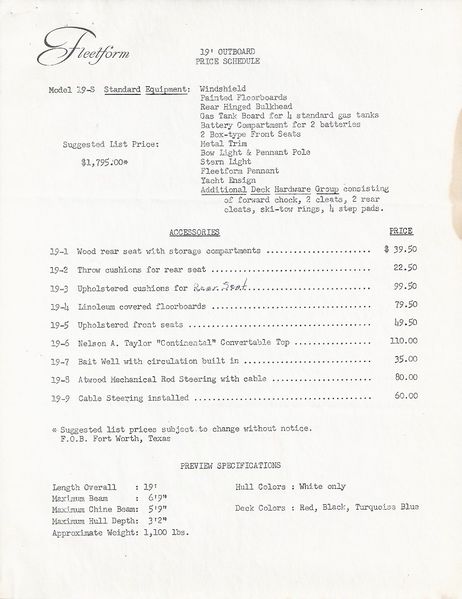 Fleetform
19' OUTBOARD
PRICE SCHEDULE
Model 19-S Standard Equipment: Windshield
Painted Floorboards
Rear Hinged Bulkhead
Gas Tank Board for 4 standard gas tanks
Battery Compartment for 2 batteries
2 Box-type Front Seats
Suggested List Price: Metal Trim
Bow Light & Pennant Pole
$1,795.00* Stern Light
Fleetform Pennant
Yacht Ensign
Additional Deck Hardware Group consisting
of forward chock, 2 cleats, 2 rear
cleats, ski-tow rings, 4 step pads.
ACCESSORIES PRICE
19-1 Wood rear seat with storage compartments .................... $ 39.50
19-2 Throw cushions for rear seat ................................ 22.50
19-3 Upholstered cushions for Rear Seat .......................... 99.50
19-4 Linoleum covered floorboards ................................ 79.50
19-5 Upholstered front seats ..................................... 49.50
19-6 Nelson A. Taylor "Continental" Convertable Top .............. 110.00
19-7 Bait Well with circulation built in ......................... 35.00
19-8 Atwood Mechanical Rod Steering with cable ................... 80.00
19-9 Cable Steering installed .................................... 60.00
* Suggested list prices subject to change without notice.
F.O.B. Fort Worth, Texas
PREVIEW SPECIFICATIONS
Length Overall : 19' Hull Colors : White only
Maximum Beam : 6'9"
Maximum Chine Beam: 5'9" Deck Colors : Red, Black, Turquoise Blue
Maximum Hull Depth: 3'2"
Approximate Weight: 1,100 lbs.